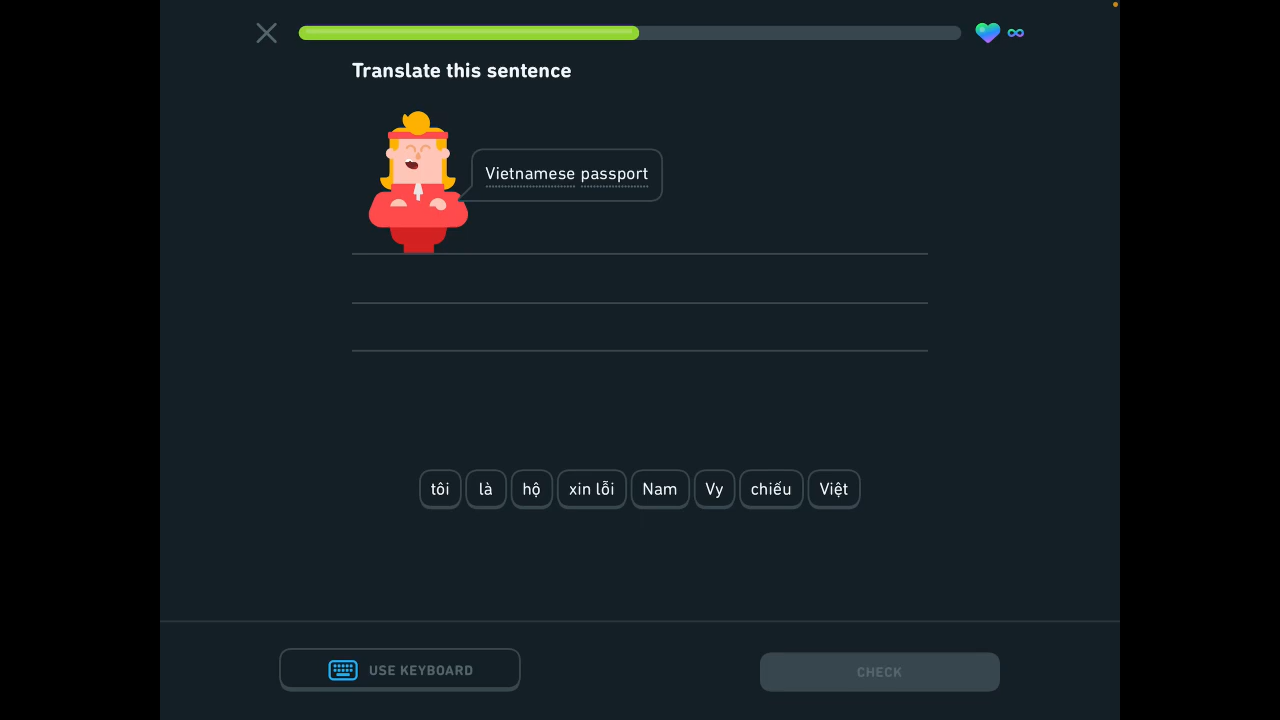 Translate this sentence
Vietnamese passport
tôi là hộ xin lỗi Nam Vy chiếu Việt
USE KEYBOARD
CHECK